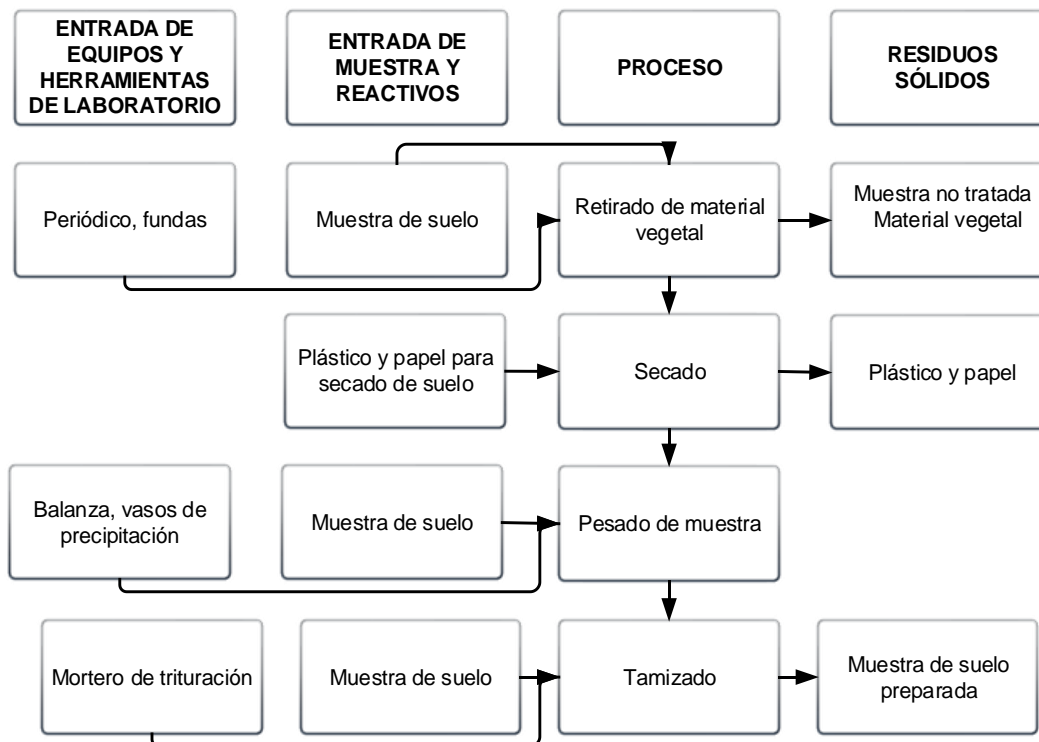 ENTRADA DE
EQUIPOS Y
HERRAMIENTAS
DE LABORATORIO
ENTRADA DE
MUESTRA Y
REACTIVOS
PROCESO
RESIDUOS
SÓLIDOS
Periódico, fundas
Muestra de suelo
Retirado de material
vegetal
Muestra no tratada
Material vegetal
Plástico y papel para
secado de suelo
Secado
Plástico y papel
Balanza, vasos de
precipitación
Muestra de suelo
Pesado de muestra
Mortero de trituración
Muestra de suelo
Tamizado
Muestra de suelo
preparada